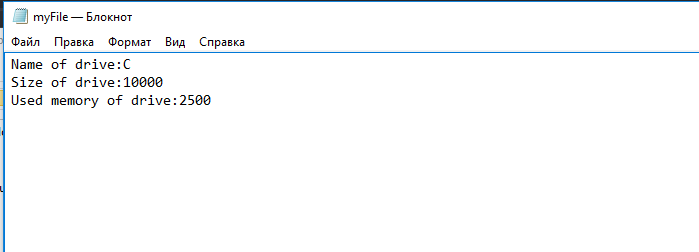 myFile — Блокнот
Файл Правка Формат Вид Справка
Name of drive:C
Size of drive:10000
Used memory of drive:2500